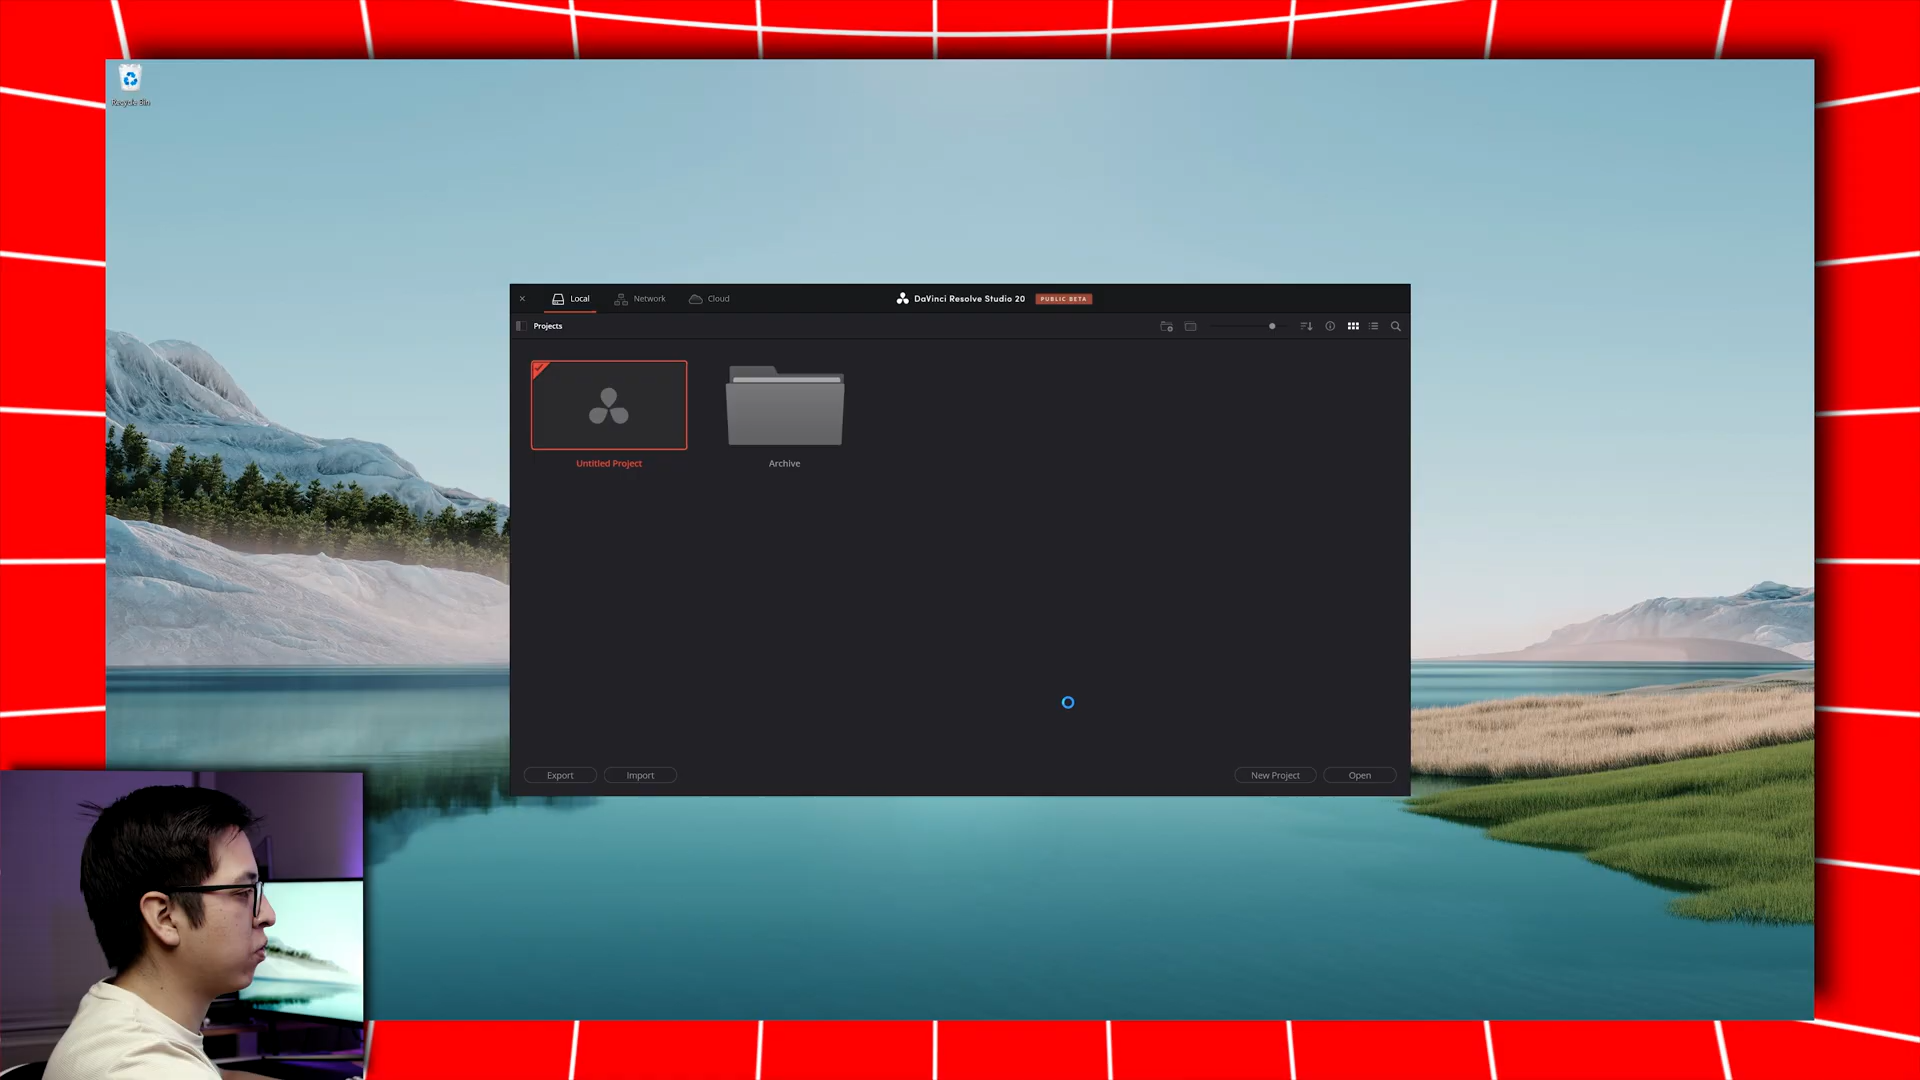 Recycle Bin
Local
Network
Cloud
DaVinci Resolve Studio 20
PUBLIC BETA
Projects
Untitled Project
Archive
Export
Import
New Project
Open